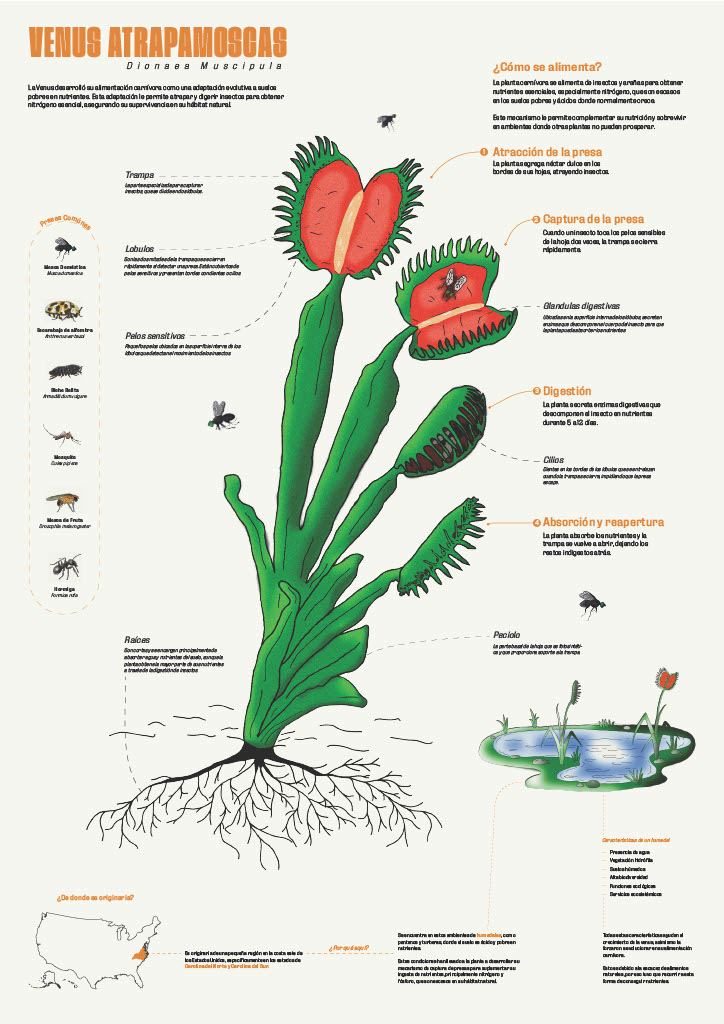 VENUS ATRAPAMOSCAS
Dionaea Muscipula
La Venus desarrolló su alimentación carnívora como una adaptación evolutiva a suelos
pobres en nutrientes. Esta adaptación le permite atrapar y digerir insectos para obtener
nitrógeno esencial, asegurando su supervivencia en su hábitat natural.
¿Cómo se alimenta?
La planta carnívora se alimenta de insectos y arañas para obtener
nutrientes esenciales, especialmente nitrógeno, que son escasos
en los suelos pobres y ácidos donde normalmente crece.
Este mecanismo le permite complementar su nutrición y sobrevivir
en ambientes donde otras plantas no pueden prosperar.
1 Atracción de la presa
La planta segrega néctar dulce en los
bordes de sus hojas, atrayendo insectos.
2 Captura de la presa
Cuando un insecto toca los pelos sensibles
de la hoja dos veces, la trampa se cierra
rápidamente.
Glandulas digestivas
Ubicadas en la superficie interna de los lóbulos, secretan
enzimas que descomponen el cuerpo del insecto para que
la planta pueda absorber los nutrientes.
3 Digestión
La planta secreta enzimas digestivas que
descomponen el insecto en nutrientes
durante 5 a 12 días.
Cilios
Dientes en los bordes de los lóbulos que se entrelazan
cuando la trampa se cierra, impidiendo que la presa
escape.
4 Absorción y reapertura
La planta absorbe los nutrientes y la
trampa se vuelve a abrir, dejando los
restos indigestos atrás.
Peciolo
La parte basal de la hoja que es fotosintéti-
ca y que proporciona soporte a la trampa.
Trampa
La parte especializada para capturar
insectos, que se divide en dos lóbulos.
Lobulos
Son las dos mitades de la trampa que se cierran
rápidamente al detectar una presa. Están cubiertos de
pelos sensitivos y presentan bordes con dientes o cilios
Pelos sensitivos
Pequeños pelos ubicados en la superficie interna de los
lóbulos que detectan el movimiento de los insectos
Presas Comúnes
Mosca Doméstica
Musca domestica
Escarabajo de alfombra
Anthrenus verbasci
Bicho Bolita
Armadillidium vulgare
Mosquito
Culex pipiens
Mosca de Fruta
Drosophila melanogaster
Hormiga
Formica rufa
Raíces
Son cortas y se encargan principalmente de
absorber agua y nutrientes del suelo, aunque la
planta obtiene la mayor parte de sus nutrientes
a través de la digestión de insectos.
Características de un humedal
Presencia de agua
Vegetación hidrófila
Suelos húmedos
Alta biodiversidad
Funciones ecológicas
Servicios ecosistémicos
¿De donde se originaria?
Es originaria de una pequeña región en la costa este de
los Estados Unidos, específicamente en los estados de
Carolina del Norte y Carolina del Sur.
¿Por qué aquí?
Se encuentra en estos ambientes de humedales, como
pantanos y turberas, donde el suelo es ácido y pobre en
nutrientes.
Estas condiciones han llevado a la planta a desarrollar su
mecanismo de captura de presas para suplementar su
ingesta de nutrientes, principalmente nitrógeno y
fósforo, que son escasos en su hábitat natural.
Todas estas características ayudan al
crecimiento de la venus, así mismo la
forzaron a evolucionar en su alimentación
carnívora.
Esto es debido a la escacez de alimentos
naturales, por eso tuvo que recurrir a esta
forma de conseguir nutrientes.